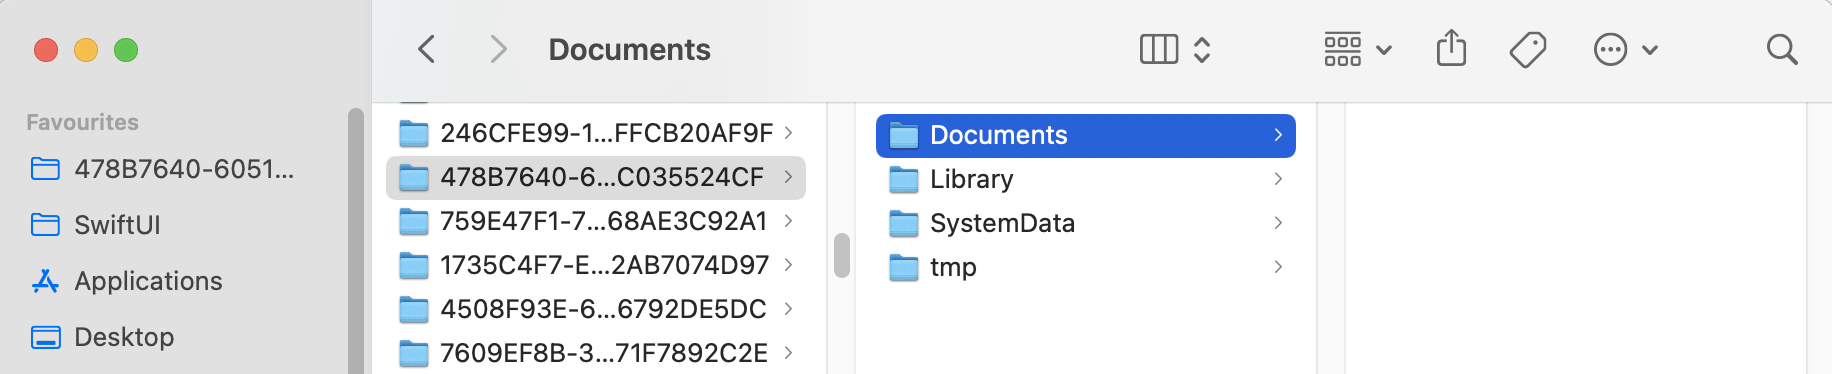 Documents
Favourites
478B7640-6051...
SwiftUI
Applications
Desktop
246CFE99-1...FFCB20AF9F
478B7640-6...C035524CF
759E47F1-7...68AE3C92A1
1735C4F7-E...2AB7074D97
4508F93E-6...6792DE5DC
7609EF8B-3...71F7892C2E
Documents
Library
SystemData
tmp